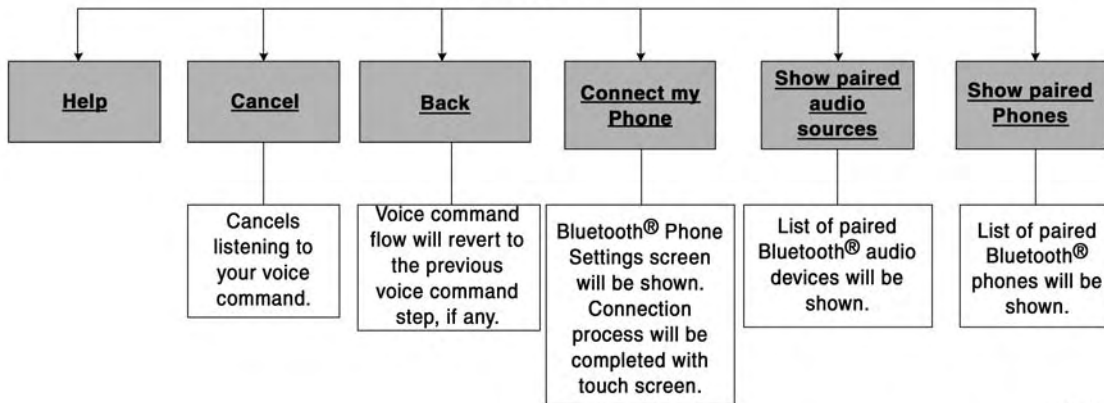 Help
Cancel
Back
Connect my
Phone
Show paired
audio
sources
Show paired
Phones
Cancels
listening to
your voice
command.
Voice command
flow will revert to
the previous
voice command
step, if any.
Bluetooth® Phone
Settings screen
will be shown.
Connection
process will be
completed with
touch screen.
List of paired
Bluetooth® audio
devices will be
shown.
List of paired
Bluetooth®
phones will be
shown.